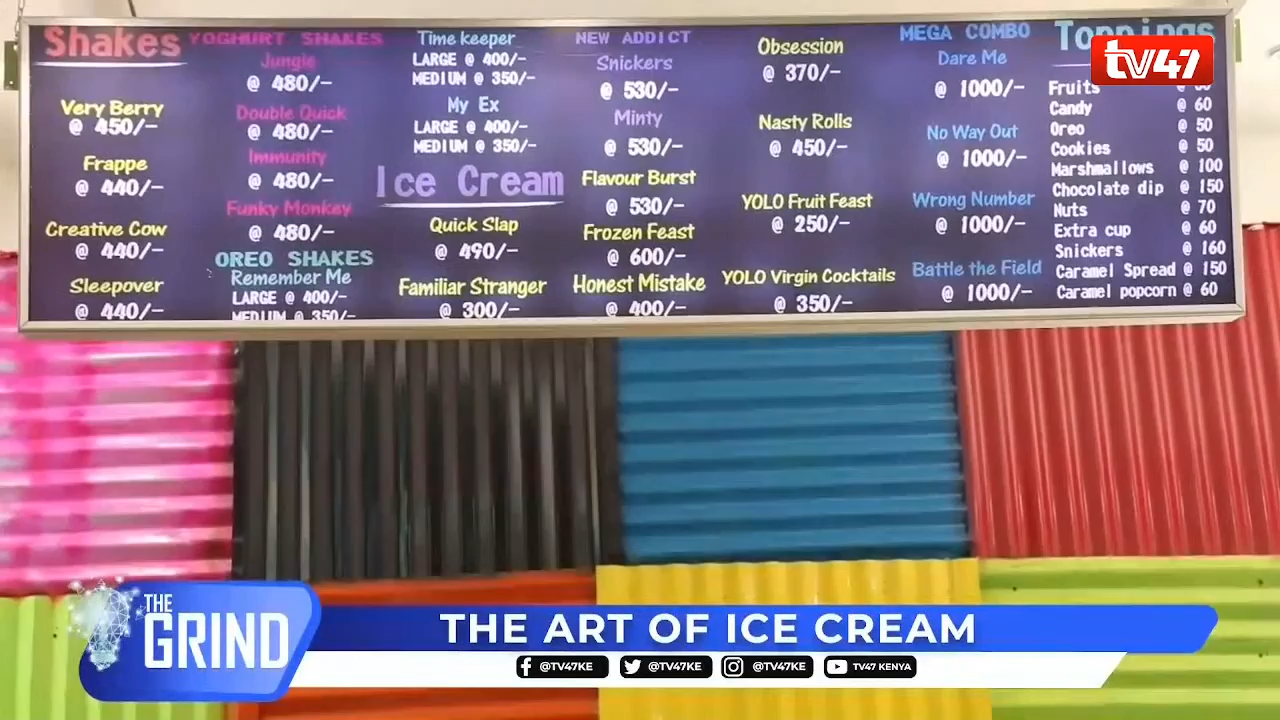 Shakes
Very Berry
@ 450/-
Frappe
@ 440/-
Creative Cow
@ 440/-
Sleepover
@ 440/-
YOGHURT SHAKES
Jungle
@ 480/-
Double Quick
@ 480/-
Immunity
@ 480/-
Funky Monkey
@ 480/-
OREO SHAKES
Remember Me
LARGE @ 400/-
MEDIUM @ 350/-
Time keeper
LARGE @ 400/-
MEDIUM @ 350/-
My Ex
LARGE @ 400/-
MEDIUM @ 350/-
Ice Cream
Quick Slap
@ 490/-
Familiar Stranger
@ 300/-
NEW ADDICT
Snickers
@ 530/-
Minty
@ 530/-
Flavour Burst
@ 530/-
Frozen Feast
@ 600/-
Honest Mistake
@ 400/-
Obsession
@ 370/-
Nasty Rolls
@ 450/-
YOLO Fruit Feast
@ 250/-
YOLO Virgin Cocktails
@ 350/-
MEGA COMBO
Dare Me
@ 1000/-
No Way Out
@ 1000/-
Wrong Number
@ 1000/-
Battle the Field
@ 1000/-
Toppings
Fruits
Candy @ 60
Oreo @ 50
Cookies @ 50
Marshmallows @ 100
Chocolate dip @ 150
Nuts @ 70
Extra cup @ 60
Snickers @ 160
Caramel Spread @ 150
Caramel popcorn @ 60
tv47
THE
GRIND
THE ART OF ICE CREAM
@TV47KE @TV47KE @TV47KE TV47 KENYA